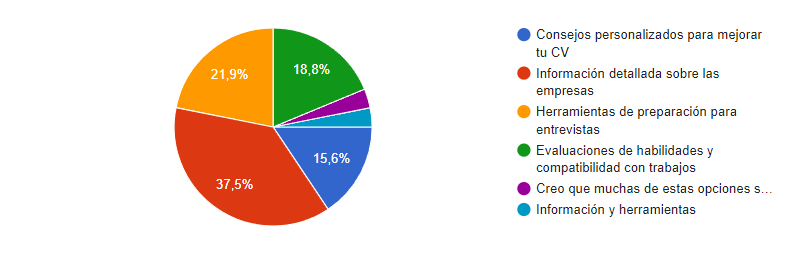 18,8%
21,9%
15,6%
37,5%
Consejos personalizados para mejorar
tu CV
Información detallada sobre las
empresas
Herramientas de preparación para
entrevistas
Evaluaciones de habilidades y
compatibilidad con trabajos
Creo que muchas de estas opciones s…
Información y herramientas